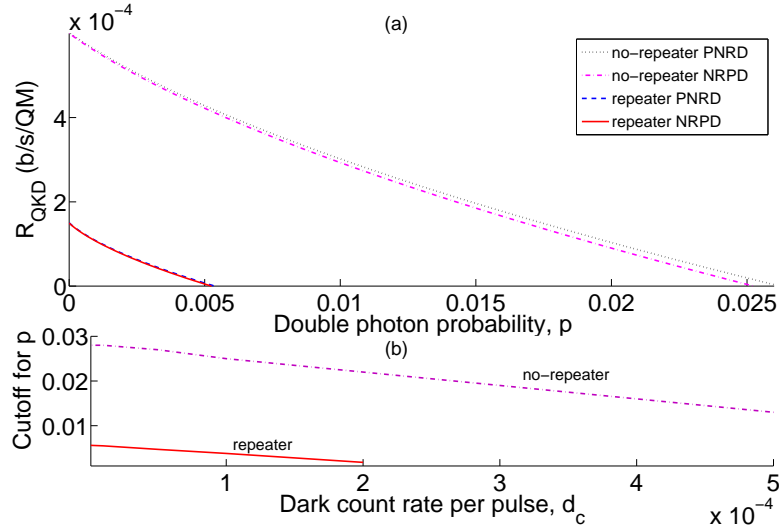 x 10⁻⁴
(a)
R_QKD (b/s/QM)
4
2
0
no−repeater PNRD
no−repeater NRPD
repeater PNRD
repeater NRPD
0 0.005 0.01 0.015 0.02 0.025
Double photon probability, p
(b)
Cutoff for p
0.03
0.02
0.01
no−repeater
repeater
1 2 3 4 5
Dark count rate per pulse, d_c
x 10⁻⁴